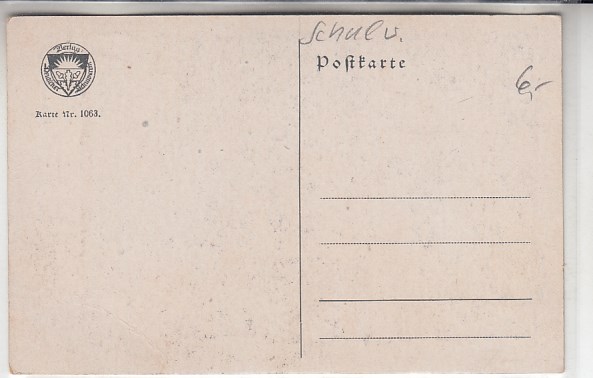 Schulv.
Postkarte
6,-
Verlag
Karte Nr. 1063.